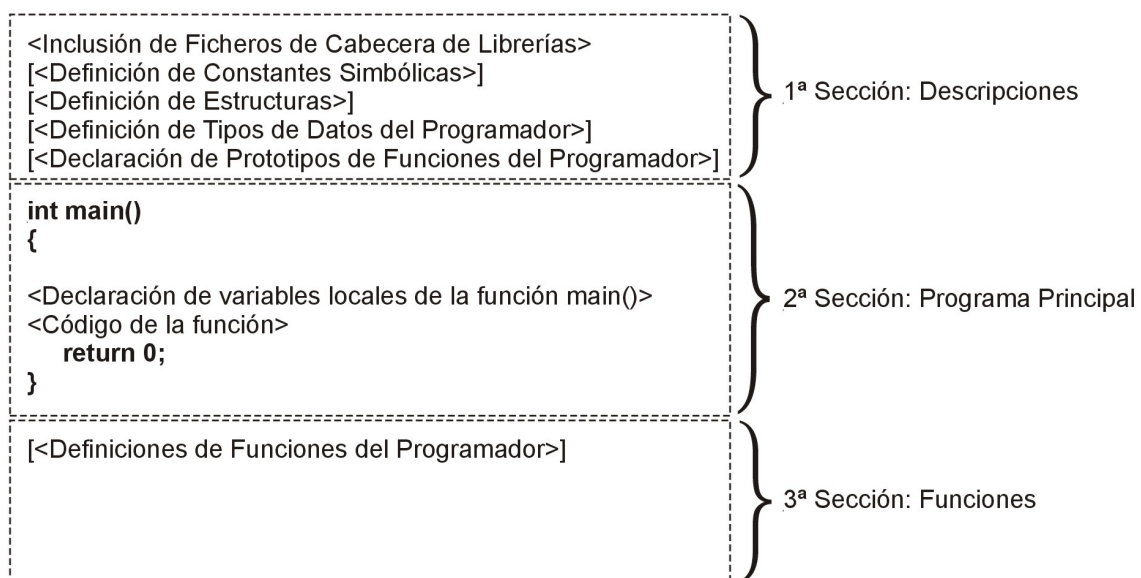 <Inclusión de Ficheros de Cabecera de Librerías>
[<Definición de Constantes Simbólicas>]
[<Definición de Estructuras>]
[<Definición de Tipos de Datos del Programador>]
[<Declaración de Prototipos de Funciones del Programador>]
1ª Sección: Descripciones
int main()
{
<Declaración de variables locales de la función main()>
<Código de la función>
return 0;
}
2ª Sección: Programa Principal
[<Definiciones de Funciones del Programador>]
3ª Sección: Funciones